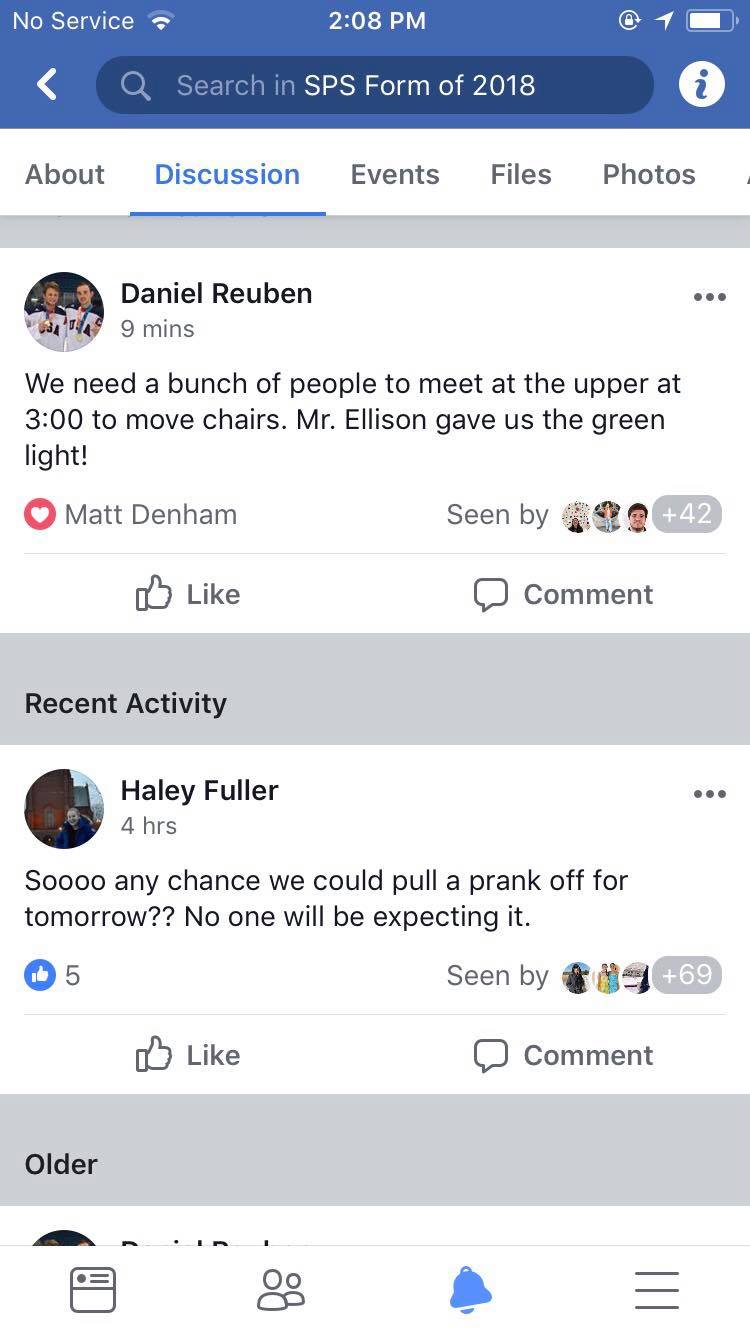 No Service 2:08 PM
Search in SPS Form of 2018
About Discussion Events Files Photos
Daniel Reuben
9 mins
We need a bunch of people to meet at the upper at
3:00 to move chairs. Mr. Ellison gave us the green
light!
Matt Denham Seen by +42
Like Comment
Recent Activity
Haley Fuller
4 hrs
Soooo any chance we could pull a prank off for
tomorrow?? No one will be expecting it.
5 Seen by +69
Like Comment
Older